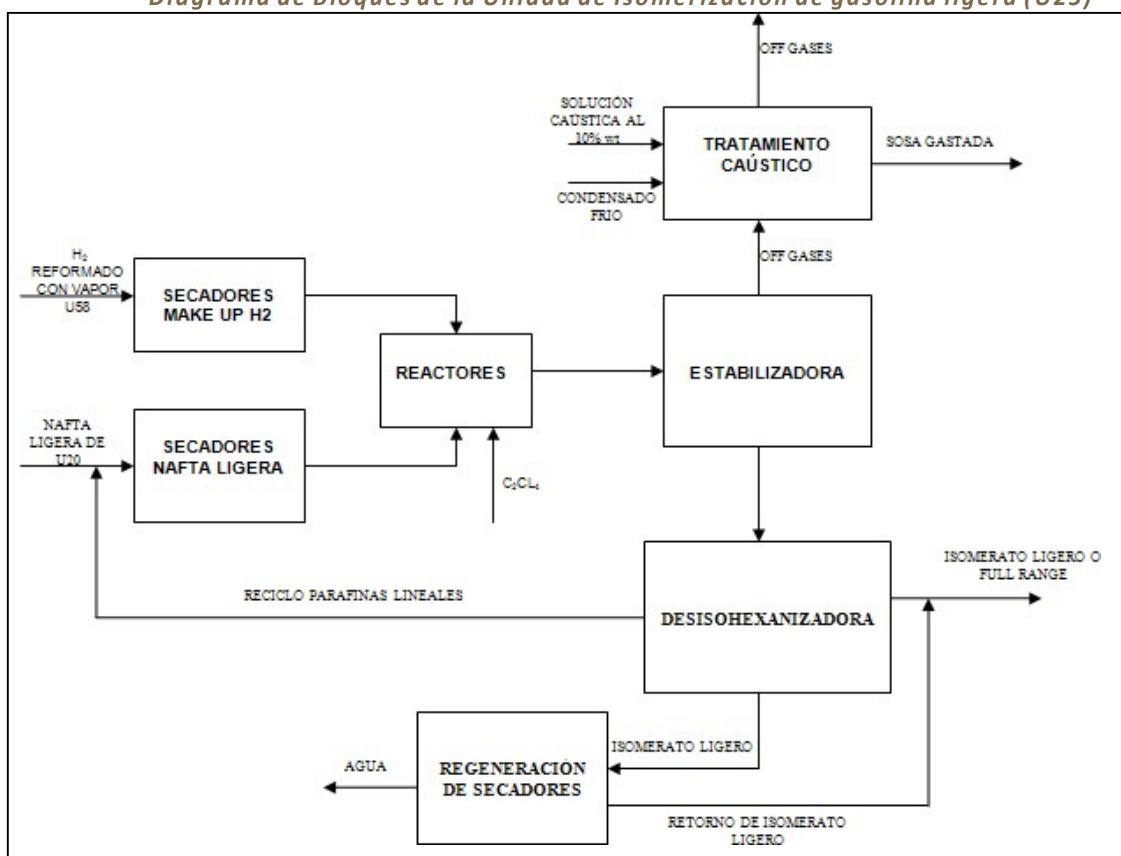 Diagrama de Bloques de la Unidad de Isomerización de gasolina ligera (U25)
OFF GASES
SOLUCIÓN
CAÚSTICA AL
10% wt
TRATAMIENTO
CAÚSTICO
SOSA GASTADA
CONDENSADO
FRIO
OFF GASES
H₂
REFORMADO
CON VAPOR
U58
SECADORES
MAKE UP H2
REACTORES
ESTABILIZADORA
NAFTA
LIGERA DE
U20
SECADORES
NAFTA LIGERA
C₂CL₄
ISOMERATO LIGERO O
FULL RANGE
RECICLO PARAFINAS LINEALES
DESISOHEXANIZADORA
ISOMERATO LIGERO
AGUA
REGENERACIÓN
DE SECADORES
RETORNO DE ISOMERATO
LIGERO